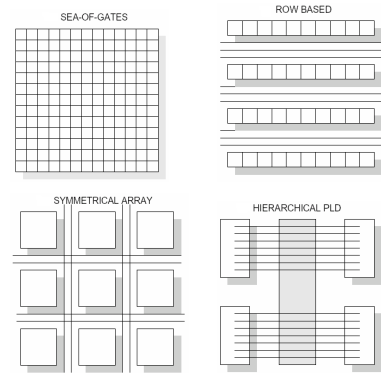 SEA-OF-GATES
ROW BASED
SYMMETRICAL ARRAY
HIERARCHICAL PLD